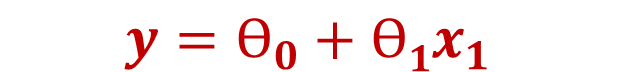 y = Θ₀ + Θ₁x₁